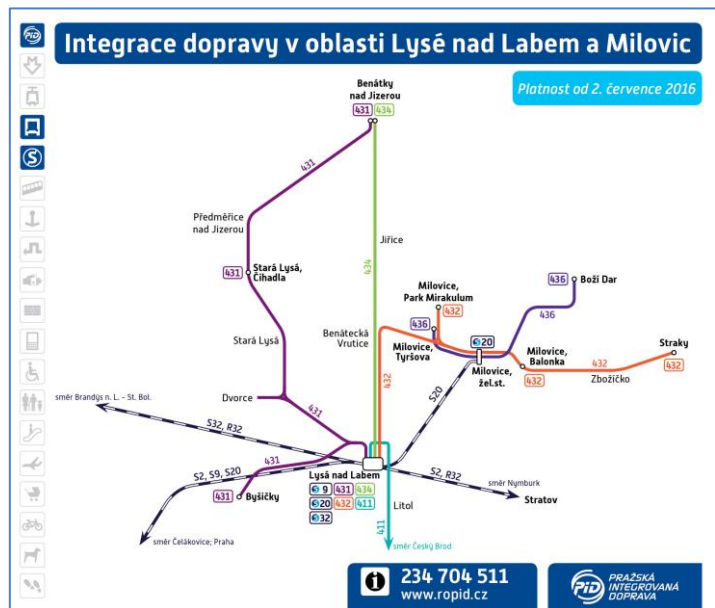 PID
Integrace dopravy v oblasti Lysé nad Labem a Milovic
Platnost od 2. července 2016
Benátky
nad Jizerou
431 434
431
Předměřice
nad Jizerou
Jiřice
434
431
Stará Lysá,
Čihadla
Milovice,
Park Mirakulum
432
436
Boží Dar
436
436
20
Straky
432
Stará Lysá
Benátecká
Vrutice
Milovice,
Tyršova
Milovice,
žel.st.
Milovice,
Balonka
432
432
Zbožíčko
432
S20
Dvorce
431
směr Brandýs n. L. - St. Bol.
S32, R32
431
S2, S9, S20
S2, R32
směr Nymburk
Stratov
431
Byšičky
Lysá nad Labem
9 431 434
20 432 411
32
Litol
411
směr Čelákovice; Praha
směr Český Brod
234 704 511
www.ropid.cz
PID
PRAŽSKÁ
INTEGROVANÁ
DOPRAVA